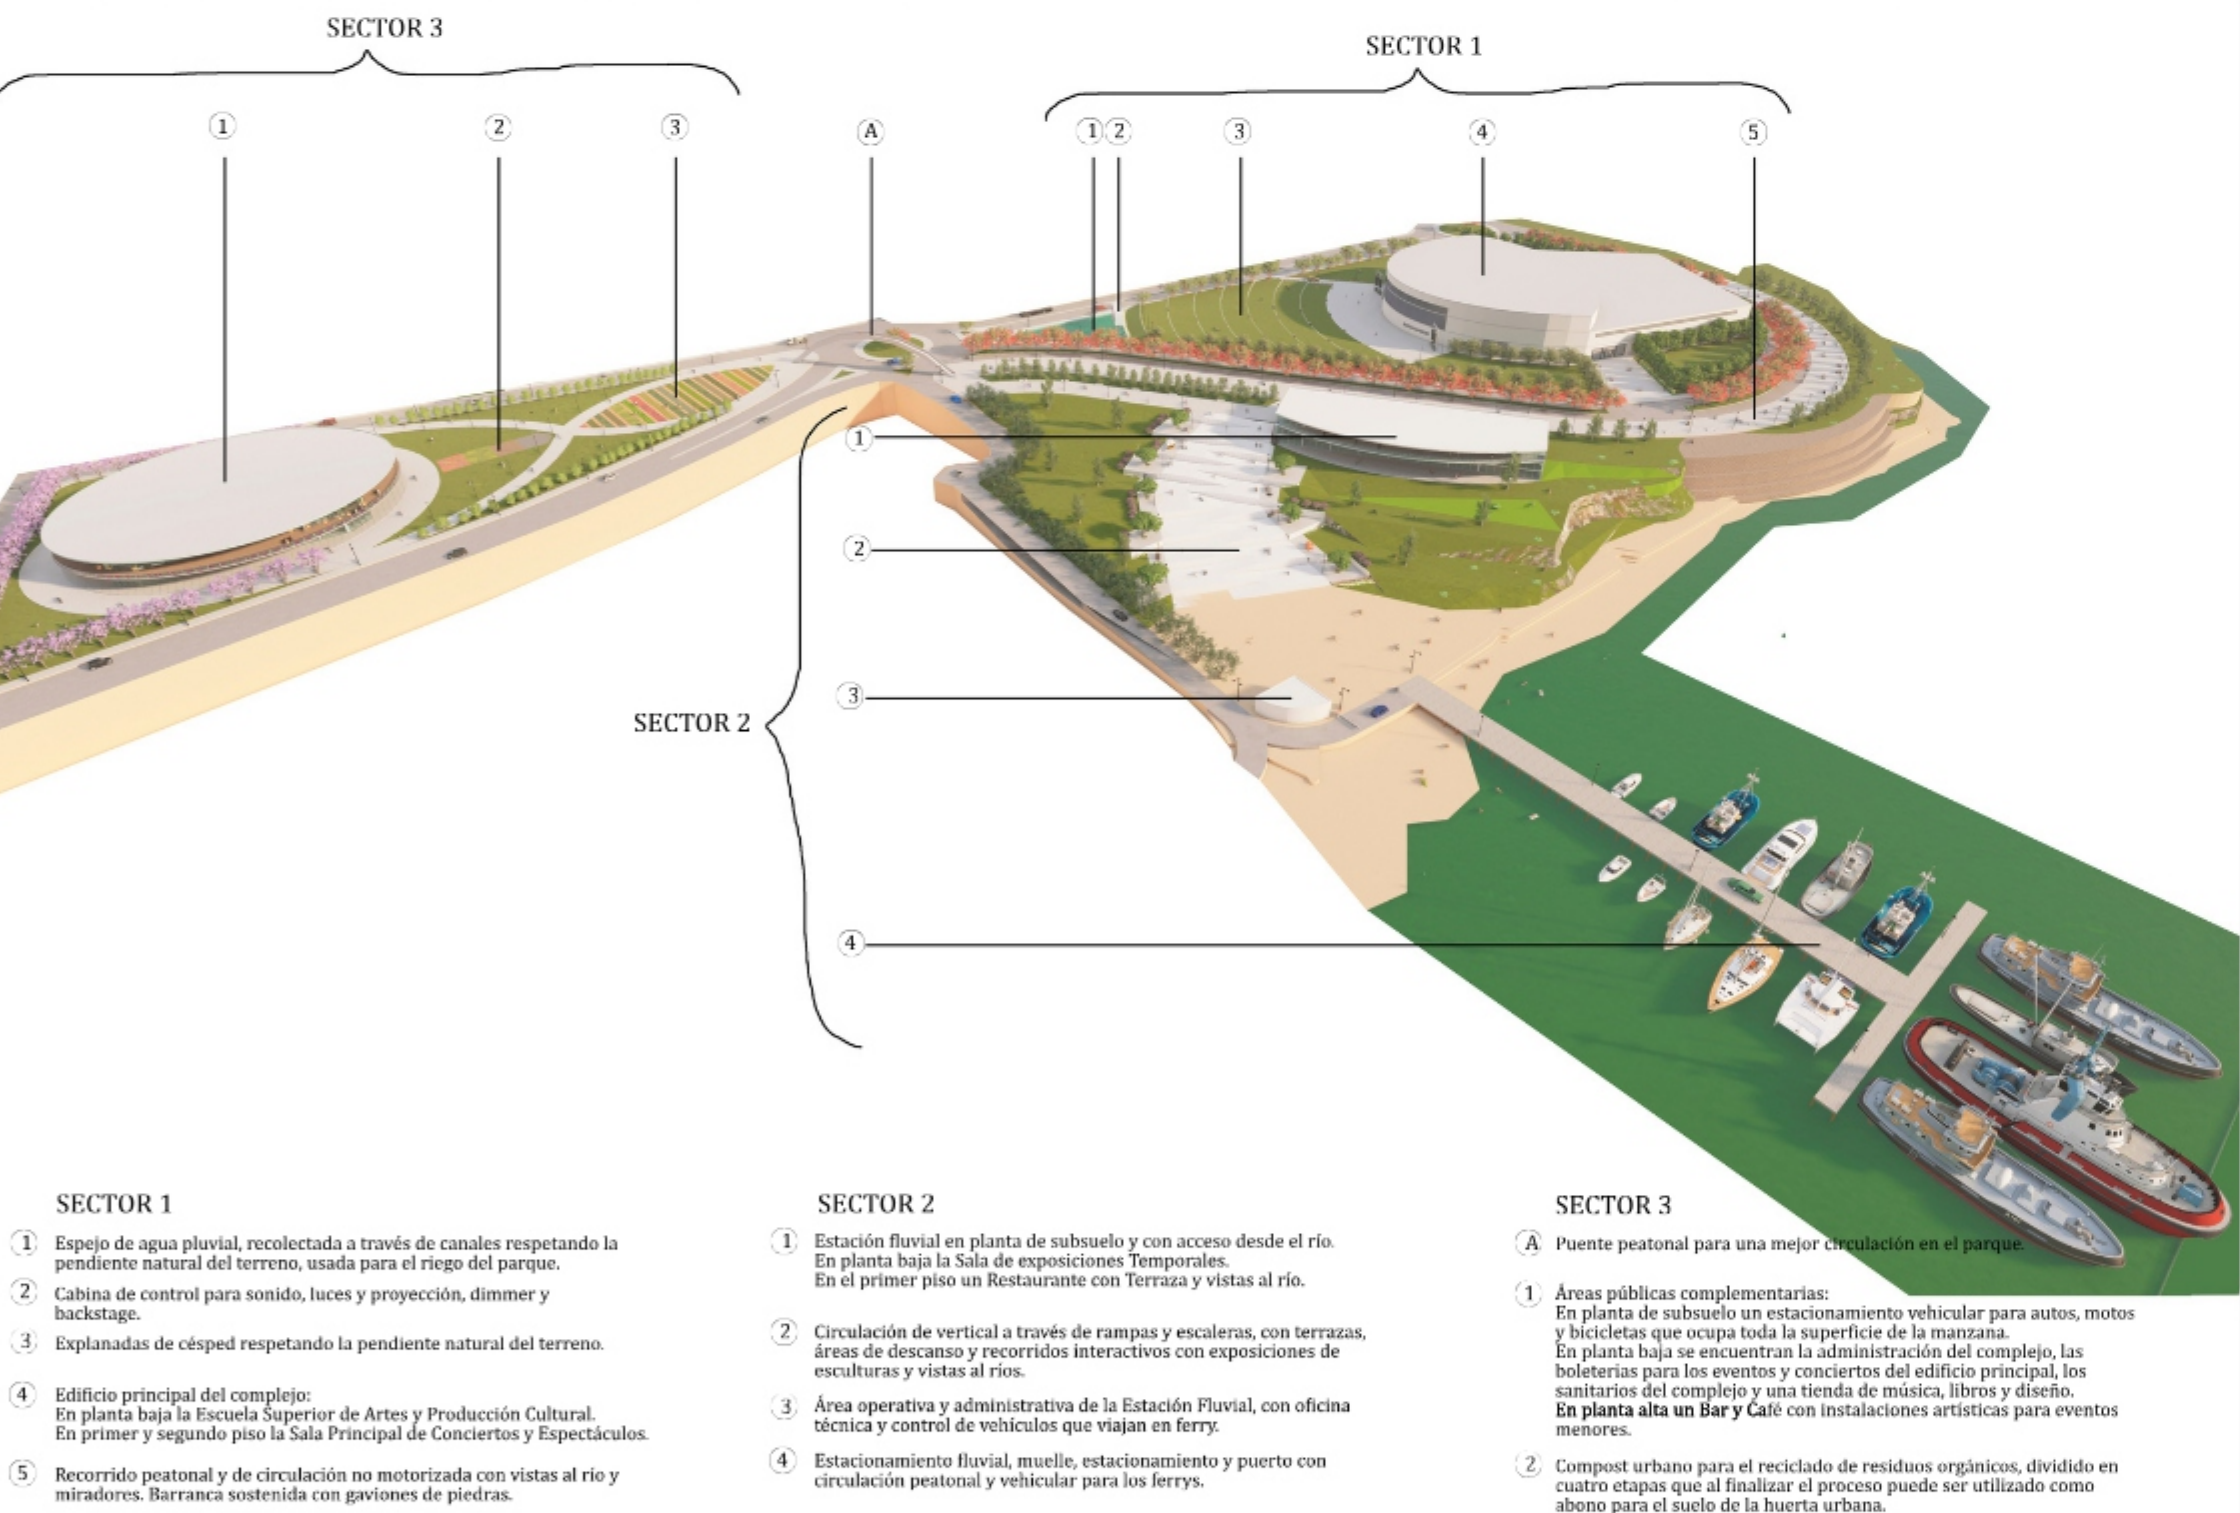 SECTOR 3
SECTOR 1
1
2
3
A
1
2
3
4
5
SECTOR 2
1
2
3
4
SECTOR 1
1 Espejo de agua pluvial, recolectada a través de canales respetando la
pendiente natural del terreno, usada para el riego del parque.
2 Cabina de control para sonido, luces y proyección, dimmer y
backstage.
3 Explanadas de césped respetando la pendiente natural del terreno.
4 Edificio principal del complejo:
En planta baja la Escuela Superior de Artes y Producción Cultural.
En primer y segundo piso la Sala Principal de Conciertos y Espectáculos.
5 Recorrido peatonal y de circulación no motorizada con vistas al río y
miradores. Barranca sostenida con gaviones de piedras.
SECTOR 2
1 Estación fluvial en planta de subsuelo y con acceso desde el río.
En planta baja la Sala de exposiciones Temporales.
En el primer piso un Restaurante con Terraza y vistas al río.
2 Circulación de vertical a través de rampas y escaleras, con terrazas,
áreas de descanso y recorridos interactivos con exposiciones de
esculturas y vistas al ríos.
3 Área operativa y administrativa de la Estación Fluvial, con oficina
técnica y control de vehículos que viajan en ferry.
4 Estacionamiento fluvial, muelle, estacionamiento y puerto con
circulación peatonal y vehicular para los ferrys.
SECTOR 3
A Puente peatonal para una mejor circulación en el parque.
1 Áreas públicas complementarias:
En planta de subsuelo un estacionamiento vehicular para autos, motos
y bicicletas que ocupa toda la superficie de la manzana.
En planta baja se encuentran la administración del complejo, las
boleterias para los eventos y conciertos del edificio principal, los
sanitarios del complejo y una tienda de música, libros y diseño.
En planta alta un Bar y Café con instalaciones artísticas para eventos
menores.
2 Compost urbano para el reciclado de residuos orgánicos, dividido en
cuatro etapas que al finalizar el proceso puede ser utilizado como
abono para el suelo de la huerta urbana.